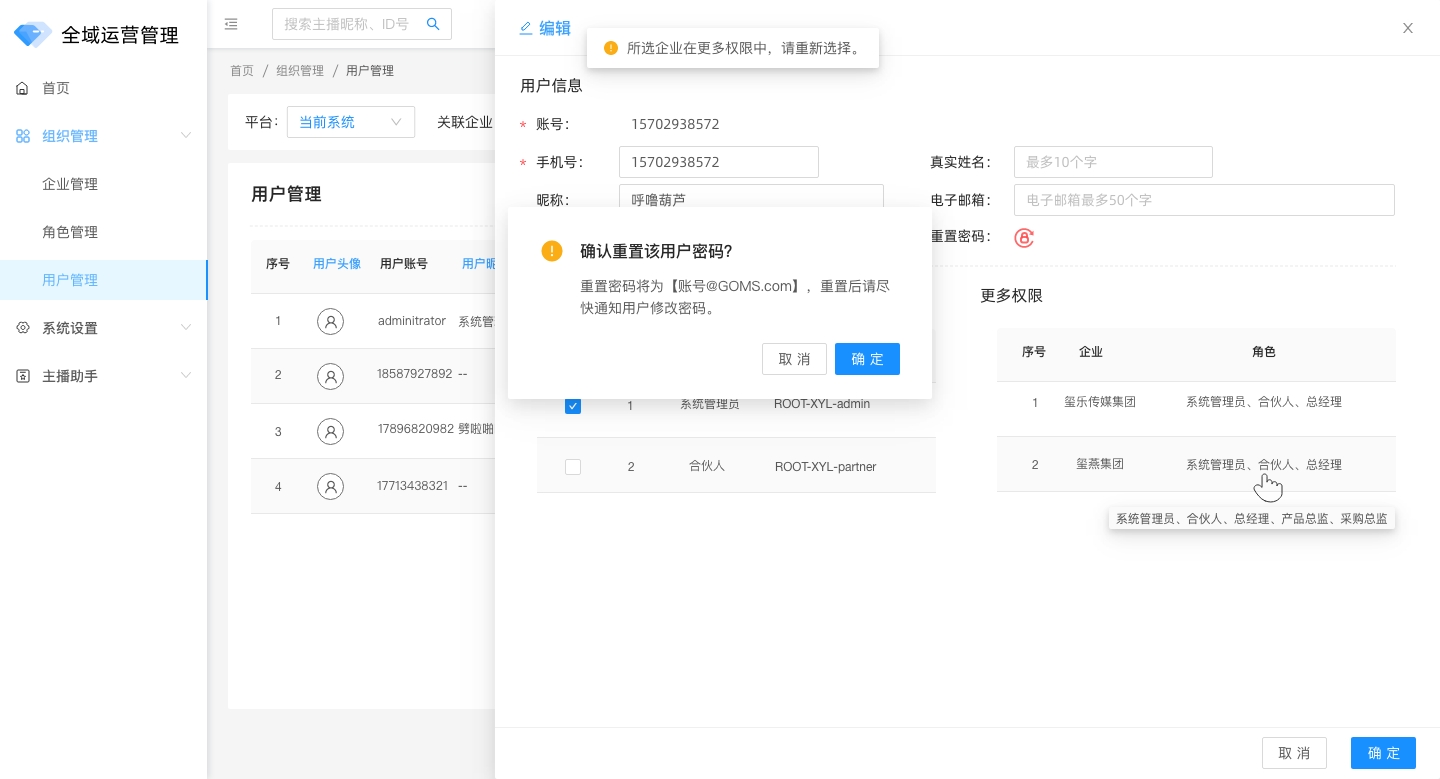 全域运营管理
首页
组织管理
企业管理
角色管理
用户管理
系统设置
主播助手
搜索主播昵称、ID号
首页 / 组织管理 / 用户管理
平台: 当前系统 关联企业
用户管理
序号 用户头像 用户账号 用户昵
1 adminitrator 系统管
2 18587927892 --
3 17896820982 劈啦啪
4 17713438321 --
编辑
所选企业在更多权限中，请重新选择。
X
用户信息
* 账号: 15702938572
* 手机号: 15702938572
真实姓名: 最多10个字
昵称: 呼噜葫芦
电子邮箱: 电子邮箱最多50个字
重置密码:
确认重置该用户密码?
重置密码将为【账号@GOMS.com】，重置后请尽
快通知用户修改密码。
取 消 确 定
1 系统管理员 ROOT-XYL-admin
2 合伙人 ROOT-XYL-partner
更多权限
序号 企业 角色
1 玺乐传媒集团 系统管理员、合伙人、总经理
2 玺燕集团 系统管理员、合伙人、总经理
系统管理员、合伙人、总经理、产品总监、采购总监
取 消 确 定